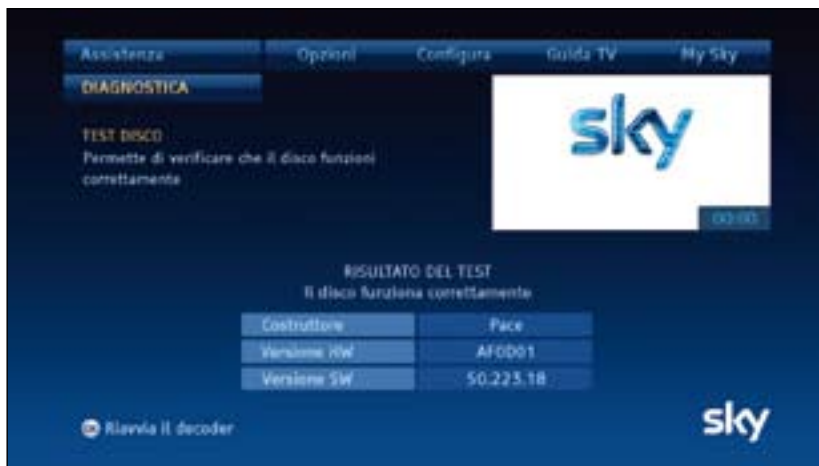 Assistenza Opzioni Configura Guida TV My Sky
DIAGNOSTICA
sky
TEST DISCO
Permette di verificare che il disco funzioni
correttamente
00:00
RISULTATO DEL TEST
Il disco funziona correttamente
Costruttore Pace
Versione HW AF0D01
Versione SW 50.223.18
OK Riavvia il decoder
sky